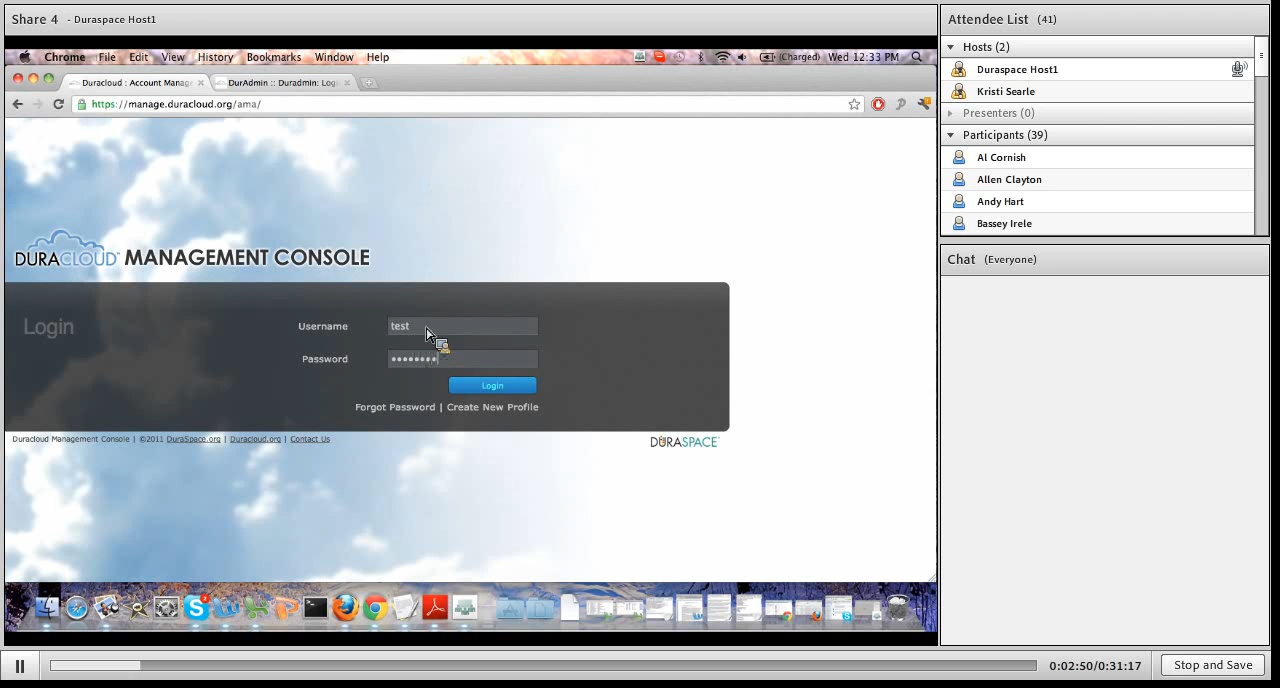 Share 4 - Duraspace Host1
Chrome File Edit View History Bookmarks Window Help
(Charged) Wed 12:33 PM
Duracloud : Account Manage
DurAdmin :: Duradmin: Logi
https://manage.duracloud.org/ama/
DURACLOUD MANAGEMENT CONSOLE
Login
Username test
Password
Login
Forgot Password | Create New Profile
Duracloud Management Console | ©2011 DuraSpace.org | Duracloud.org | Contact Us
DURASPACE
Attendee List (41)
Hosts (2)
Duraspace Host1
Kristi Searle
Presenters (0)
Participants (39)
Al Cornish
Allen Clayton
Andy Hart
Bassey Irele
Chat (Everyone)
0:02:50/0:31:17
Stop and Save